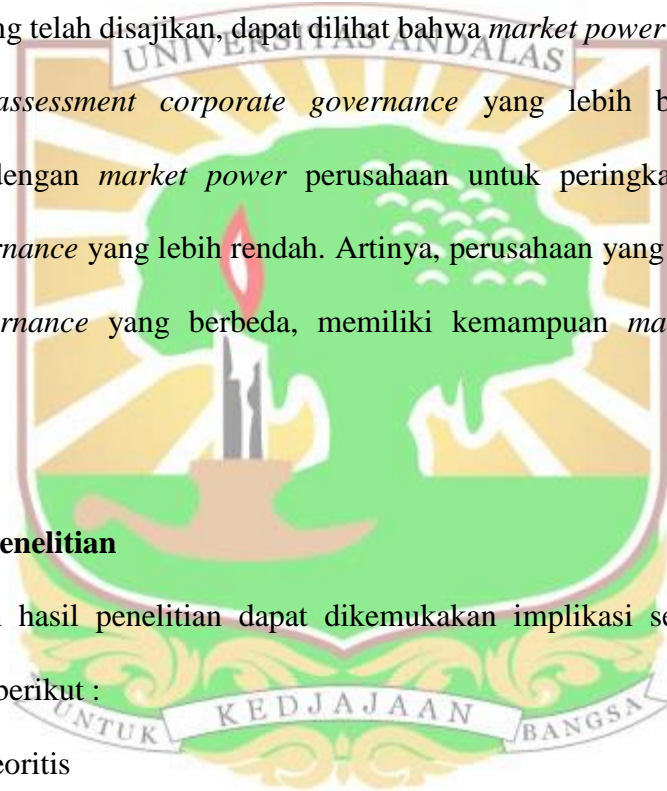 ng telah disajikan, dapat dilihat bahwa market power
UNIVERSITAS ANDALAS
assessment corporate governance yang lebih b
dengan market power perusahaan untuk peringka
rnance yang lebih rendah. Artinya, perusahaan yang
ernance yang berbeda, memiliki kemampuan ma
enelitian
n hasil penelitian dapat dikemukakan implikasi se
berikut :
UNTUK KEDJAJAAN BANGSA
eoritis